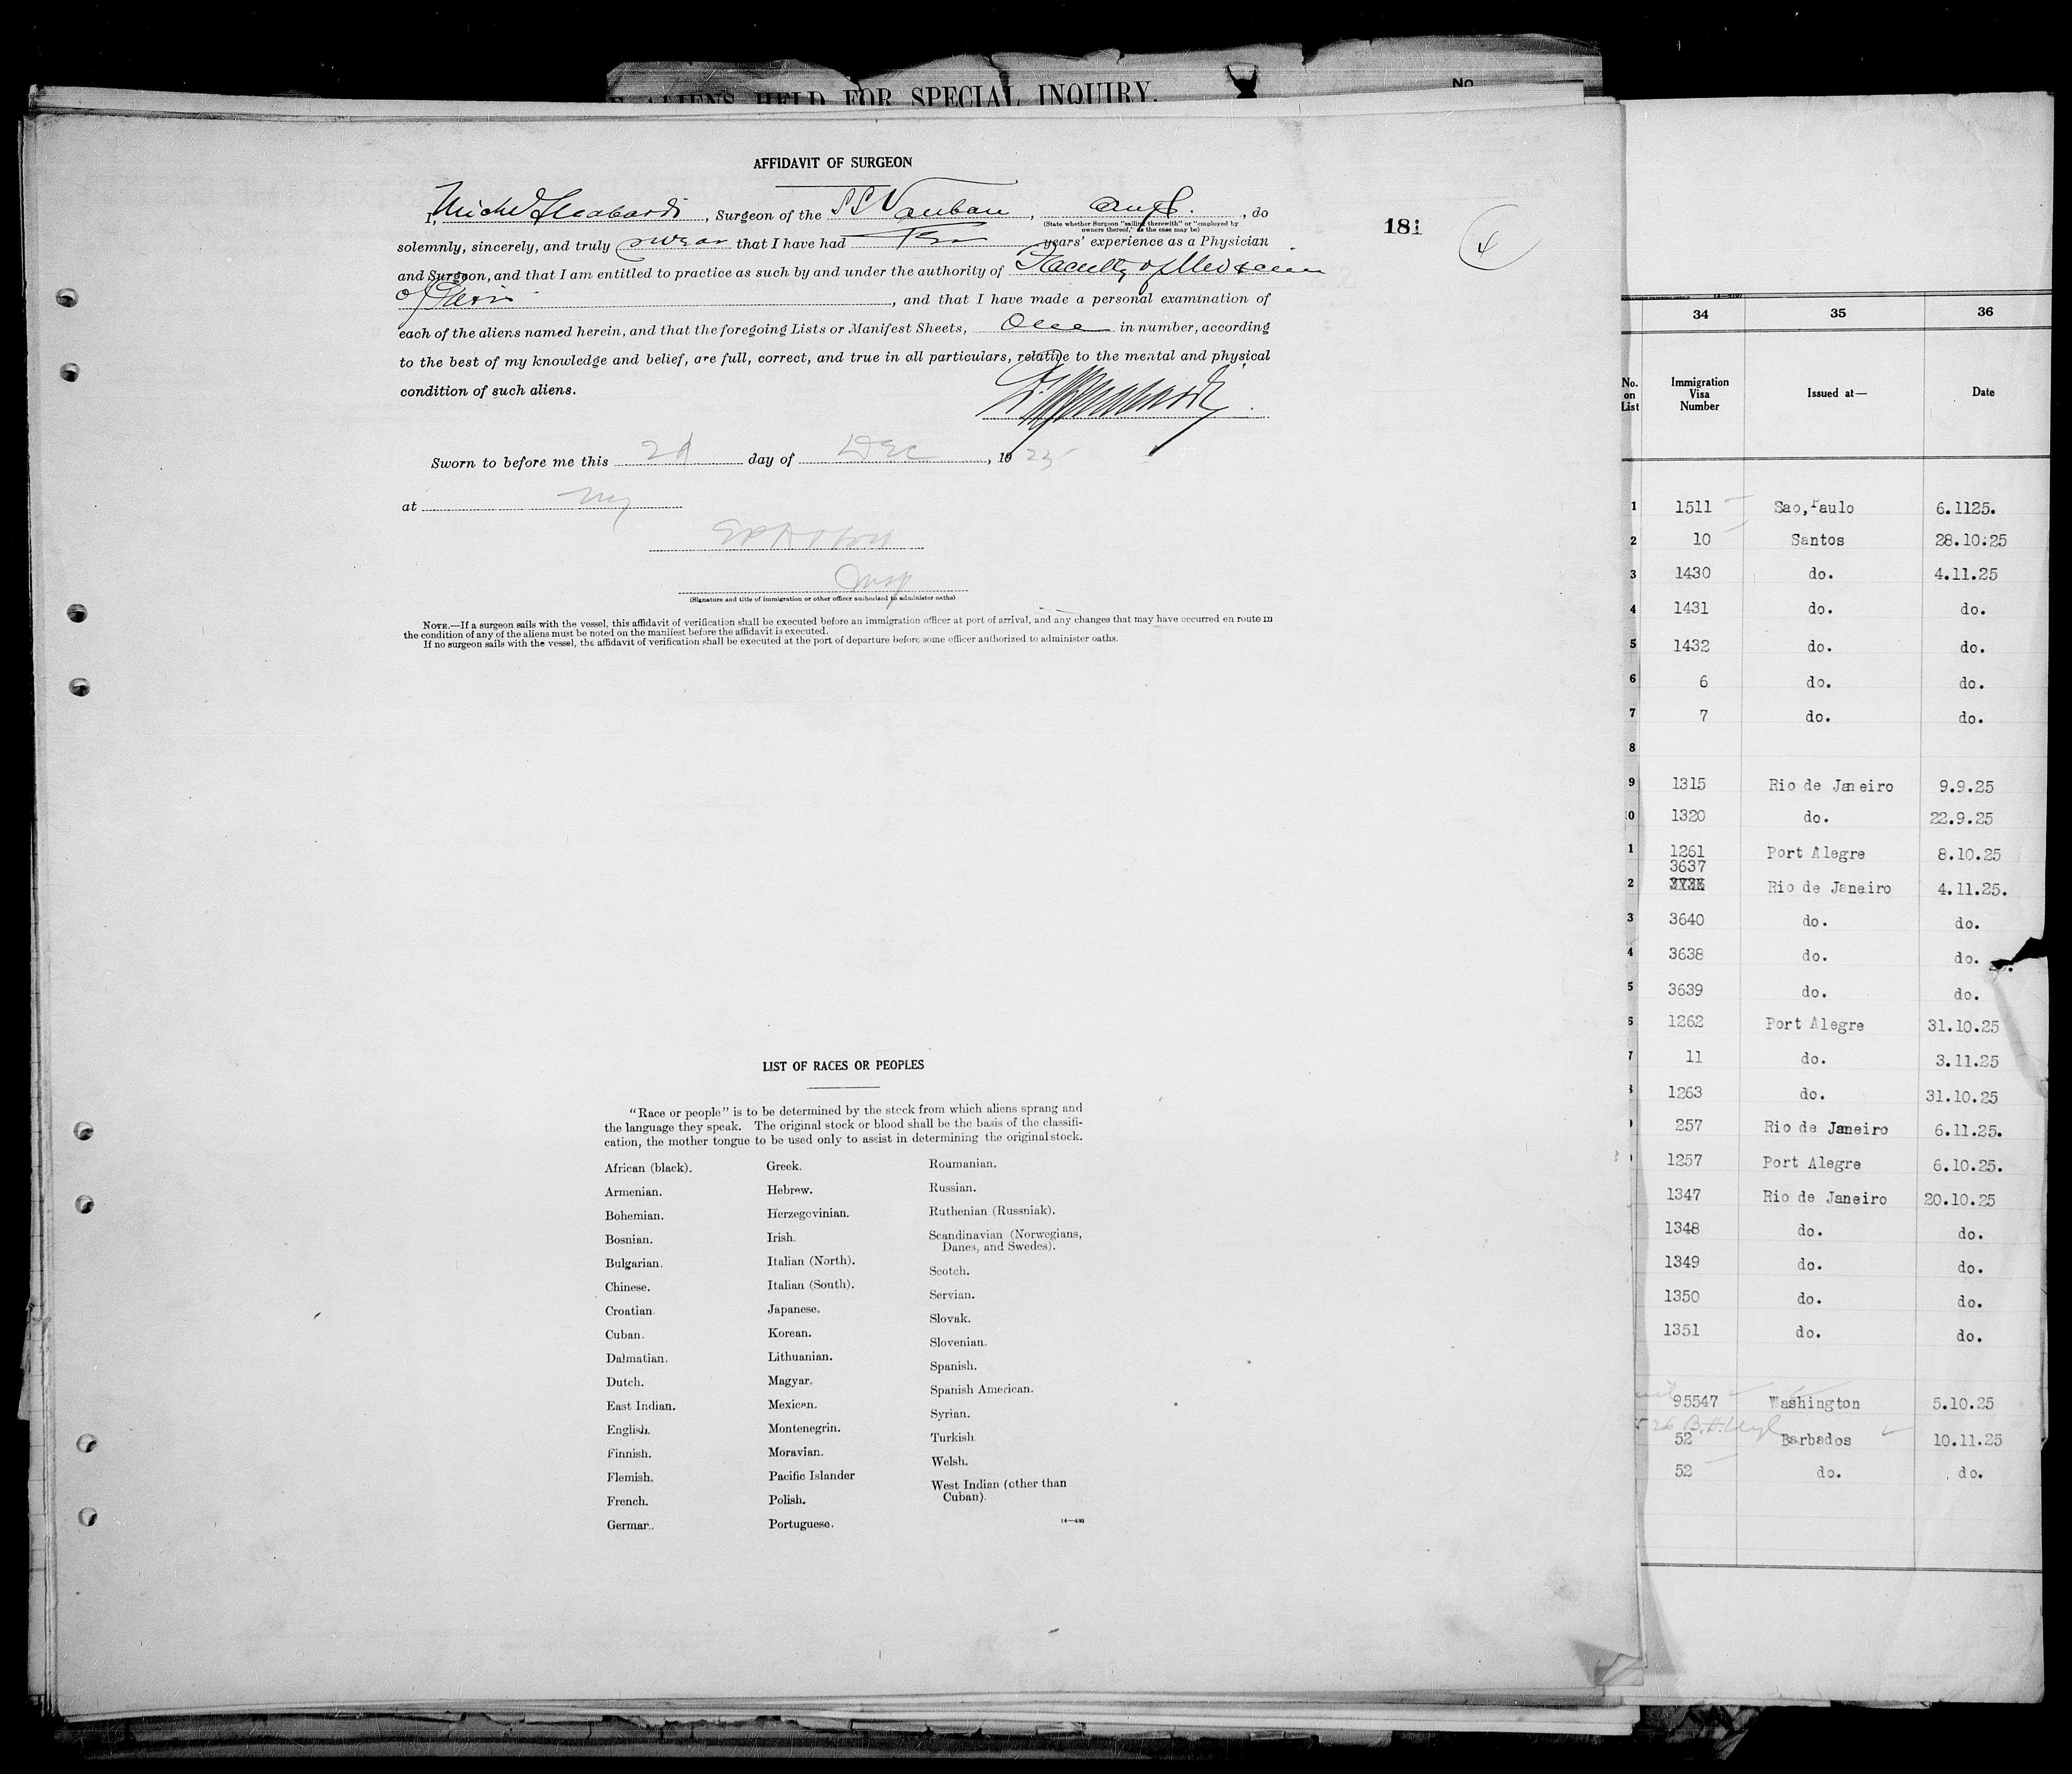 ALIENS HELD FOR SPECIAL INQUIRY.
No.
AFFIDAVIT OF SURGEON
I, , Surgeon of the SS Vauban, , do
(State whether Surgeon "sailing therewith" or "employed by
owners thereof," as the case may be)
solemnly, sincerely, and truly swear that I have had Ten years' experience as a Physician
and Surgeon, and that I am entitled to practice as such by and under the authority of Faculty of Medicine
of Paris, and that I have made a personal examination of
each of the aliens named herein, and that the foregoing Lists or Manifest Sheets, One in number, according
to the best of my knowledge and belief, are full, correct, and true in all particulars, relative to the mental and physical
condition of such aliens.
Sworn to before me this 2d day of Dec, 1925
at NY
Insp
(Signature and title of immigration or other officer authorized to administer oaths)
NOTE.—If a surgeon sails with the vessel, this affidavit of verification shall be executed before an immigration officer at port of arrival, and any changes that may have occurred en route in
the condition of any of the aliens must be noted on the manifest before the affidavit is executed.
If no surgeon sails with the vessel, the affidavit of verification shall be executed at the port of departure before some officer authorized to administer oaths.
181
4
LIST OF RACES OR PEOPLES
"Race or people" is to be determined by the stock from which aliens sprang and
the language they speak. The original stock or blood shall be the basis of the classifi-
cation, the mother tongue to be used only to assist in determining the original stock.
African (black).
Armenian.
Bohemian.
Bosnian.
Bulgarian.
Chinese.
Croatian.
Cuban.
Dalmatian.
Dutch.
East Indian.
English.
Finnish.
Flemish.
French.
German.
Greek.
Hebrew.
Herzegovinian.
Irish.
Italian (North).
Italian (South).
Japanese.
Korean.
Lithuanian.
Magyar.
Mexican.
Montenegrin.
Moravian.
Pacific Islander
Polish.
Portuguese.
Roumanian.
Russian.
Ruthenian (Russniak).
Scandinavian (Norwegians,
Danes, and Swedes).
Scotch.
Servian.
Slovak.
Slovenian.
Spanish.
Spanish American.
Syrian.
Turkish.
Welsh.
West Indian (other than
Cuban).
14—430
34 35 36
No. on List Immigration Visa Number Issued at— Date
1 1511 Sao,Paulo 6.1125.
2 10 Santos 28.10.25
3 1430 do. 4.11.25
4 1431 do. do.
5 1432 do. do.
6 6 do. do.
7 7 do. do.
8
9 1315 Rio de Janeiro 9.9.25
10 1320 do. 22.9.25
1 1261 Port Alegre 8.10.25
3637
2 Rio de Janeiro 4.11.25.
3 3640 do. do.
4 3638 do. do.
5 3639 do. do.
6 1262 Port Alegre 31.10.25
7 11 do. 3.11.25
8 1263 do. 31.10.25
257 Rio de Janeiro 6.11.25.
1257 Port Alegre 6.10.25.
1347 Rio de Janeiro 20.10.25
1348 do. do.
1349 do. do.
1350 do. do.
1351 do. do.
95547 Washington 5.10.25
52 Barbados 10.11.25
52 do. do.